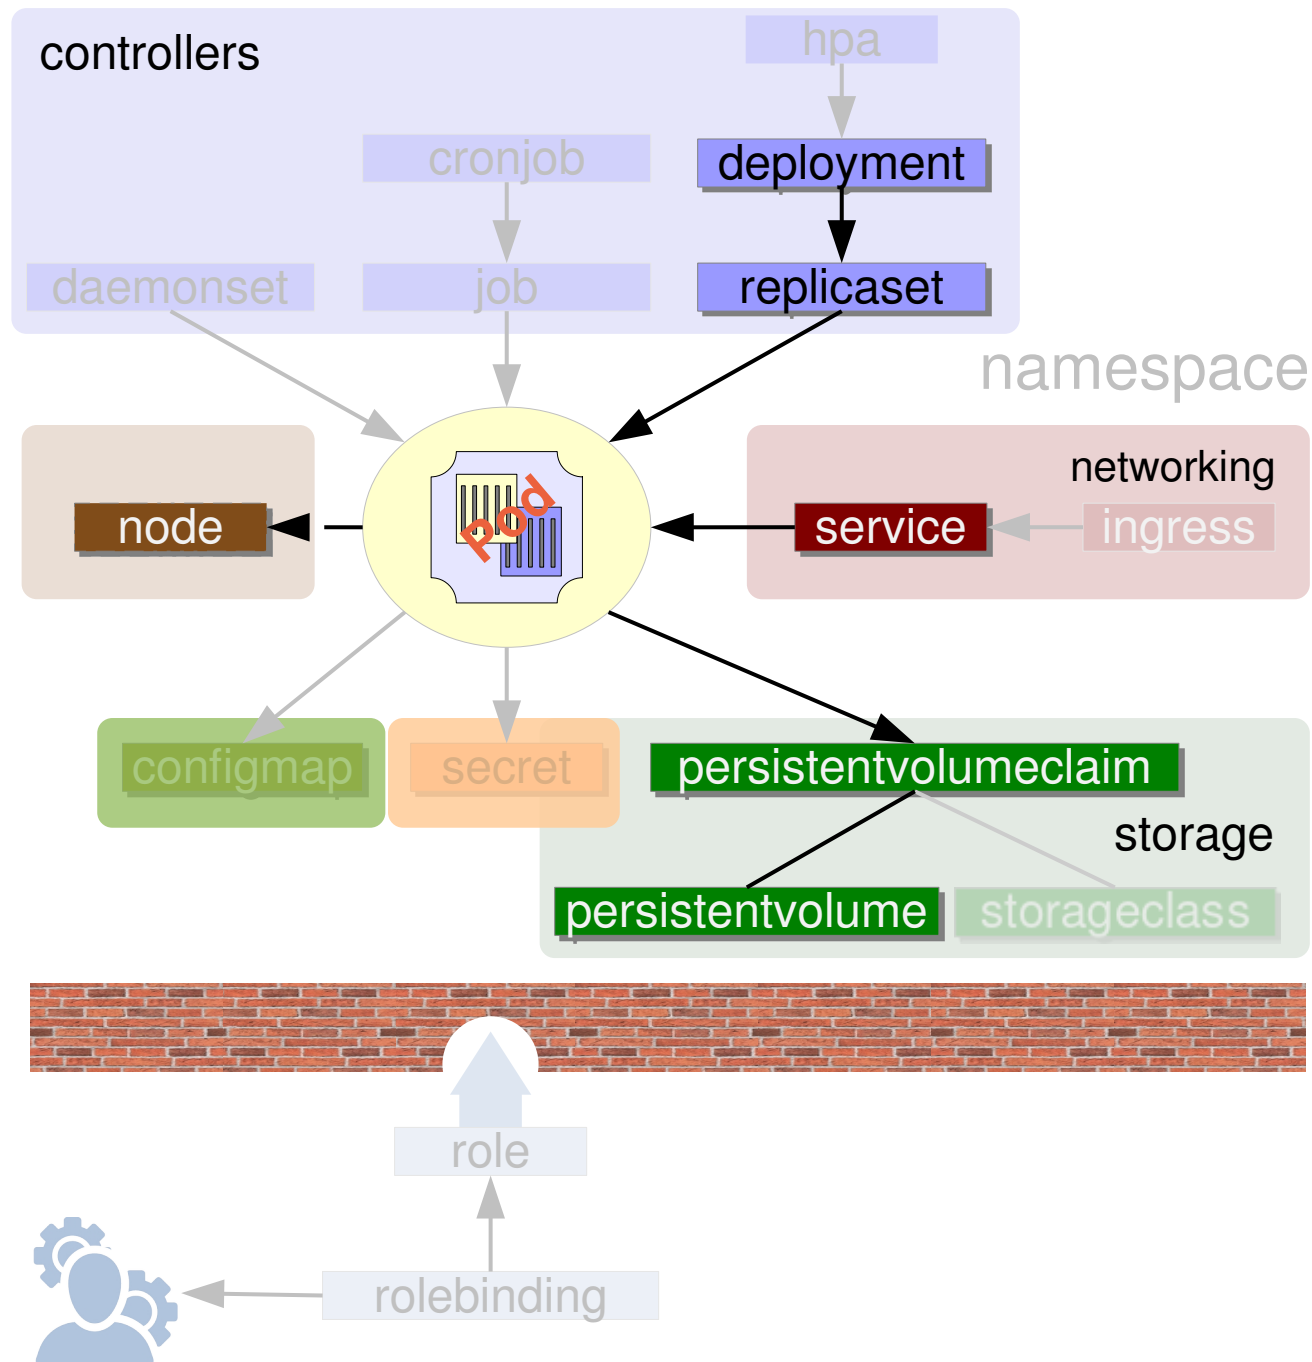 controllers
hpa
cronjob
deployment
daemonset
job
replicaset
namespace
networking
node
Pod
service
ingress
configmap
secret
persistentvolumeclaim
storage
persistentvolume
storageclass
role
rolebinding